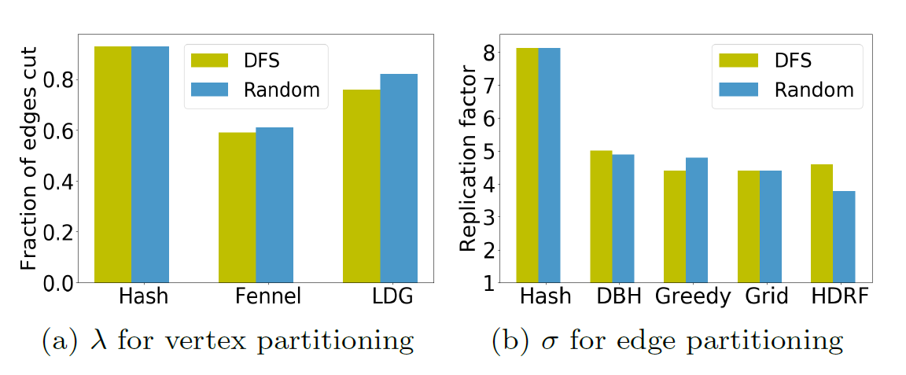 Fraction of edges cut
0.8
0.6
0.4
0.2
0.0
DFS
Random
Hash Fennel LDG
(a) λ for vertex partitioning
Replication factor
8
7
6
5
4
3
2
1
DFS
Random
Hash DBH Greedy Grid HDRF
(b) σ for edge partitioning